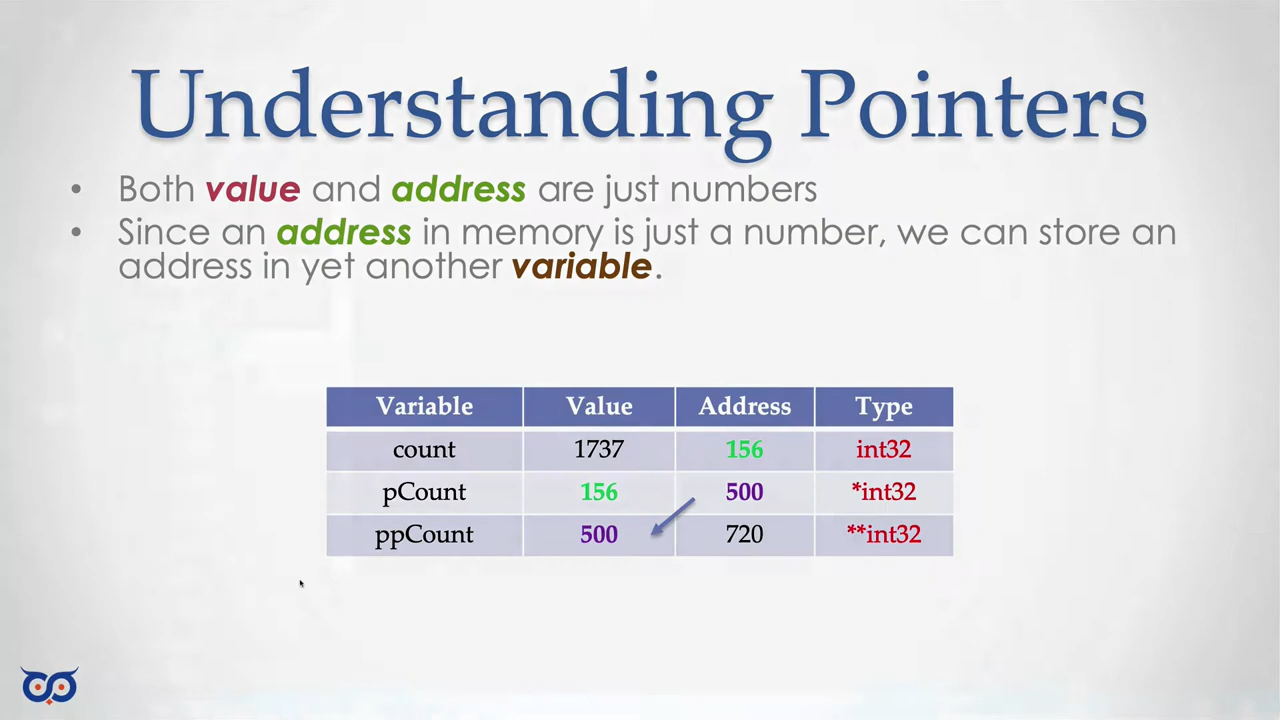 Understanding Pointers
• Both value and address are just numbers
• Since an address in memory is just a number, we can store an
address in yet another variable.
Variable Value Address Type
count 1737 156 int32
pCount 156 500 *int32
ppCount 500 720 **int32